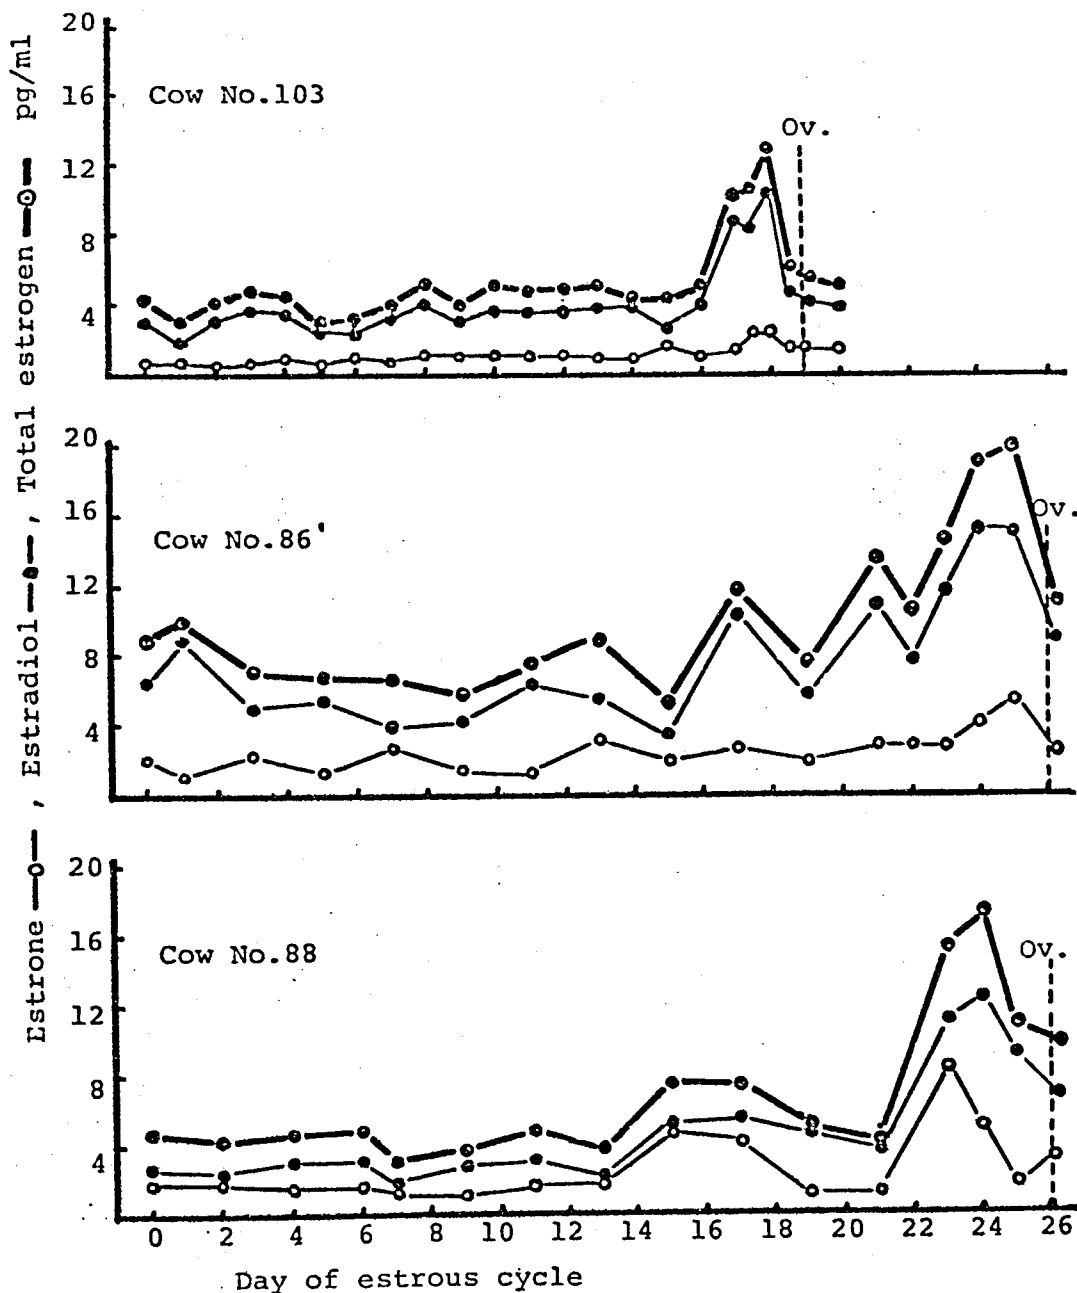 Estrone —o— , Estradiol —●—, Total estrogen —⊙— pg/ml
20
16
12
8
4
Cow No.103
Ov.
20
16
12
8
4
Cow No.86'
Ov.
20
16
12
8
4
Cow No.88
Ov.
0 2 4 6 8 10 12 14 16 18 20 22 24 26
Day of estrous cycle